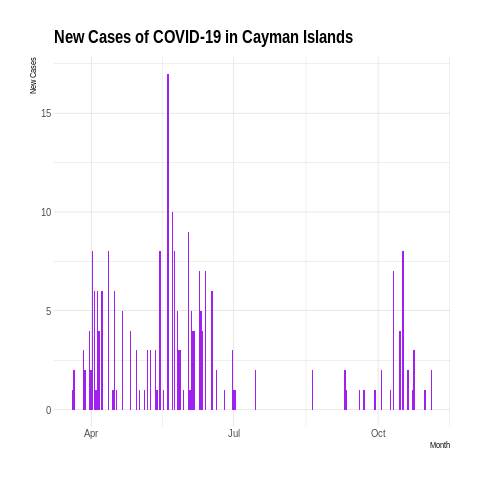 New Cases of COVID-19 in Cayman Islands
New Cases
15
10
5
0
Apr
Jul
Oct
Month